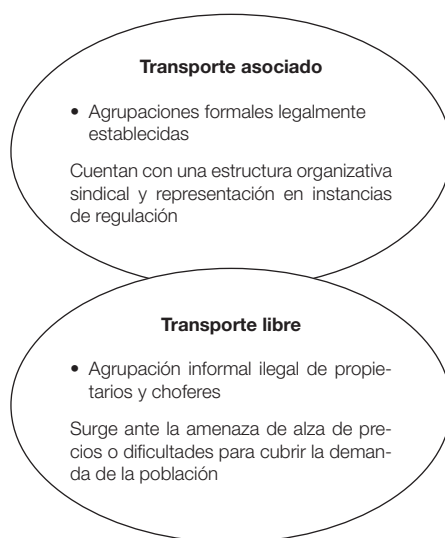 Transporte asociado
• Agrupaciones formales legalmente
establecidas
Cuentan con una estructura organizativa
sindical y representación en instancias
de regulación
Transporte libre
• Agrupación informal ilegal de propie-
tarios y choferes
Surge ante la amenaza de alza de pre-
cios o dificultades para cubrir la deman-
da de la población